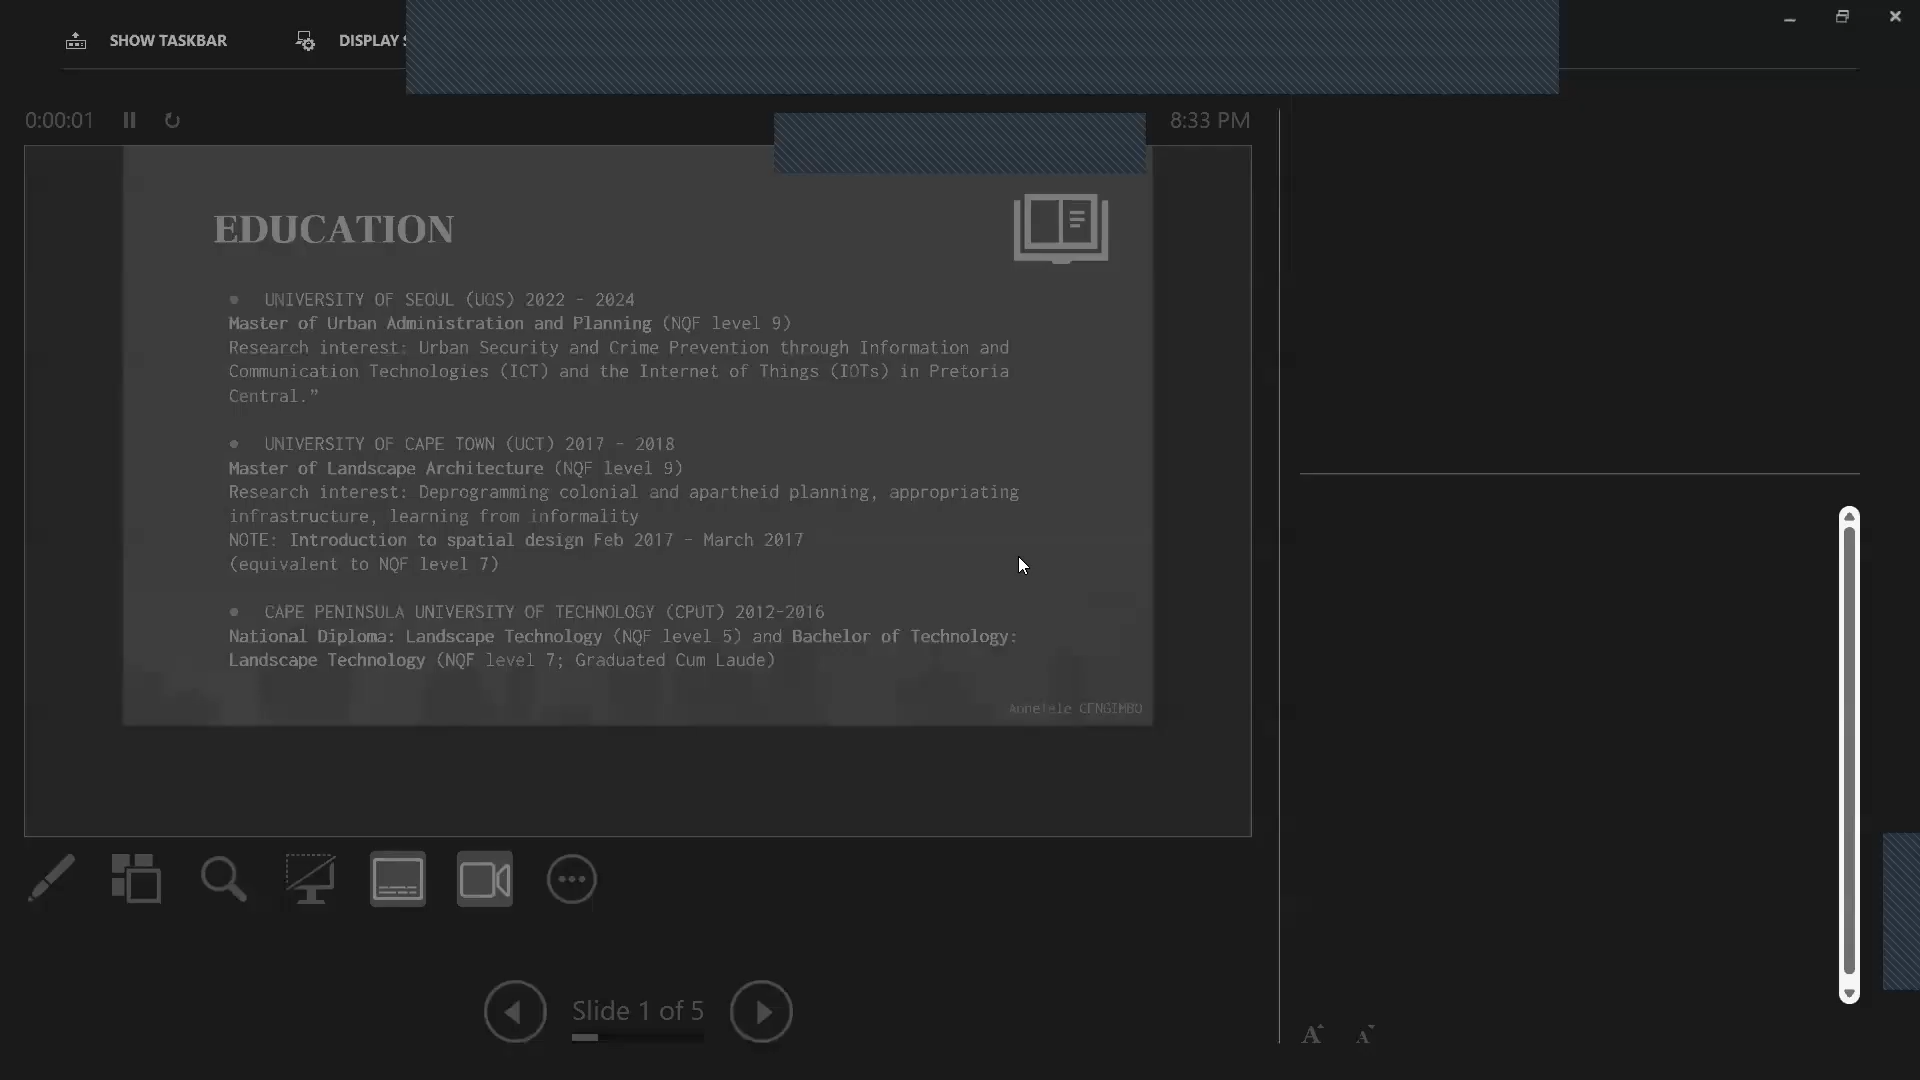 SHOW TASKBAR
DISPLAY
0:00:01
8:33 PM
EDUCATION
• UNIVERSITY OF SEOUL (UOS) 2022 - 2024
Master of Urban Administration and Planning (NQF level 9)
Research interest: Urban Security and Crime Prevention through Information and
Communication Technologies (ICT) and the Internet of Things (IOTs) in Pretoria
Central.”
• UNIVERSITY OF CAPE TOWN (UCT) 2017 - 2018
Master of Landscape Architecture (NQF level 9)
Research interest: Deprogramming colonial and apartheid planning, appropriating
infrastructure, learning from informality
NOTE: Introduction to spatial design Feb 2017 - March 2017
(equivalent to NQF level 7)
• CAPE PENINSULA UNIVERSITY OF TECHNOLOGY (CPUT) 2012-2016
National Diploma: Landscape Technology (NQF level 5) and Bachelor of Technology:
Landscape Technology (NQF level 7; Graduated Cum Laude)
Slide 1 of 5
A A